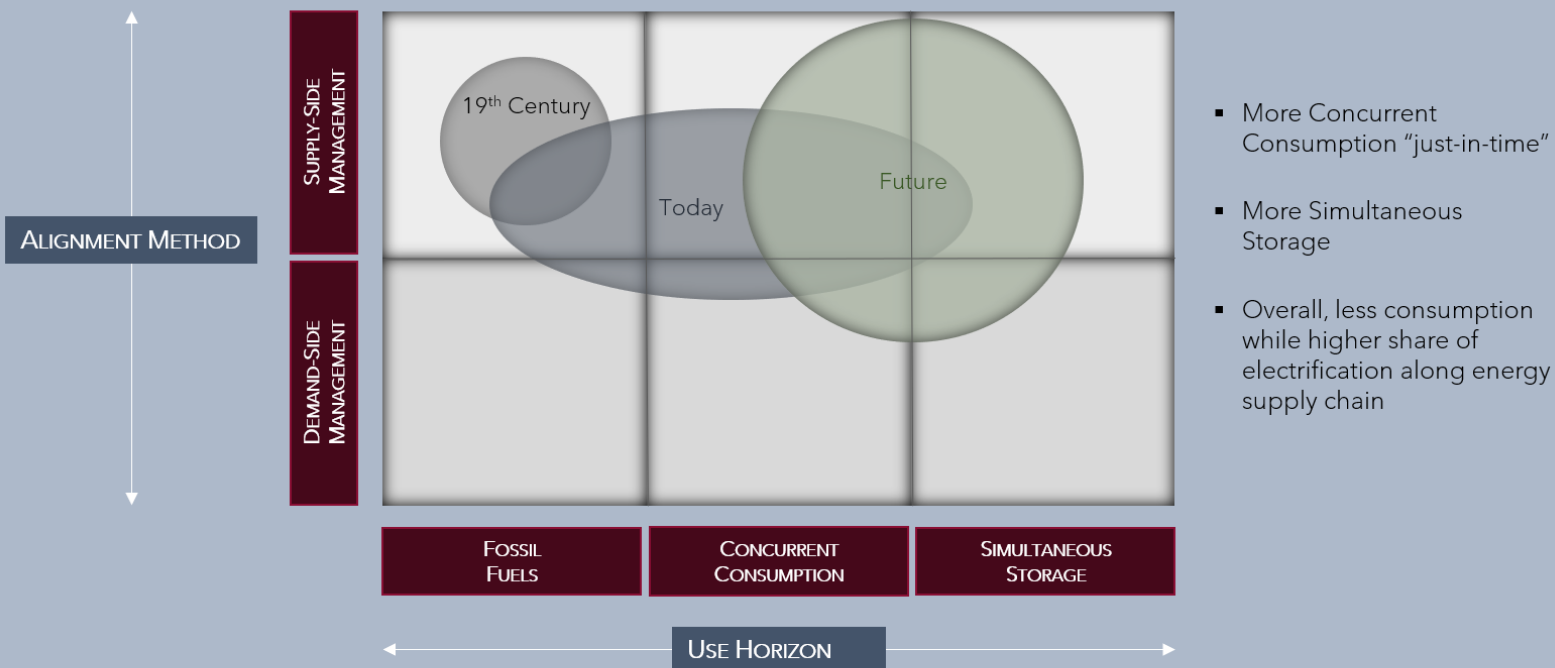 ALIGNMENT METHOD
SUPPLY-SIDE
MANAGEMENT
DEMAND-SIDE
MANAGEMENT
19th Century
Today
Future
FOSSIL
FUELS
CONCURRENT
CONSUMPTION
SIMULTANEOUS
STORAGE
USE HORIZON
▪ More Concurrent
Consumption “just-in-time”
▪ More Simultaneous
Storage
▪ Overall, less consumption
while higher share of
electrification along energy
supply chain